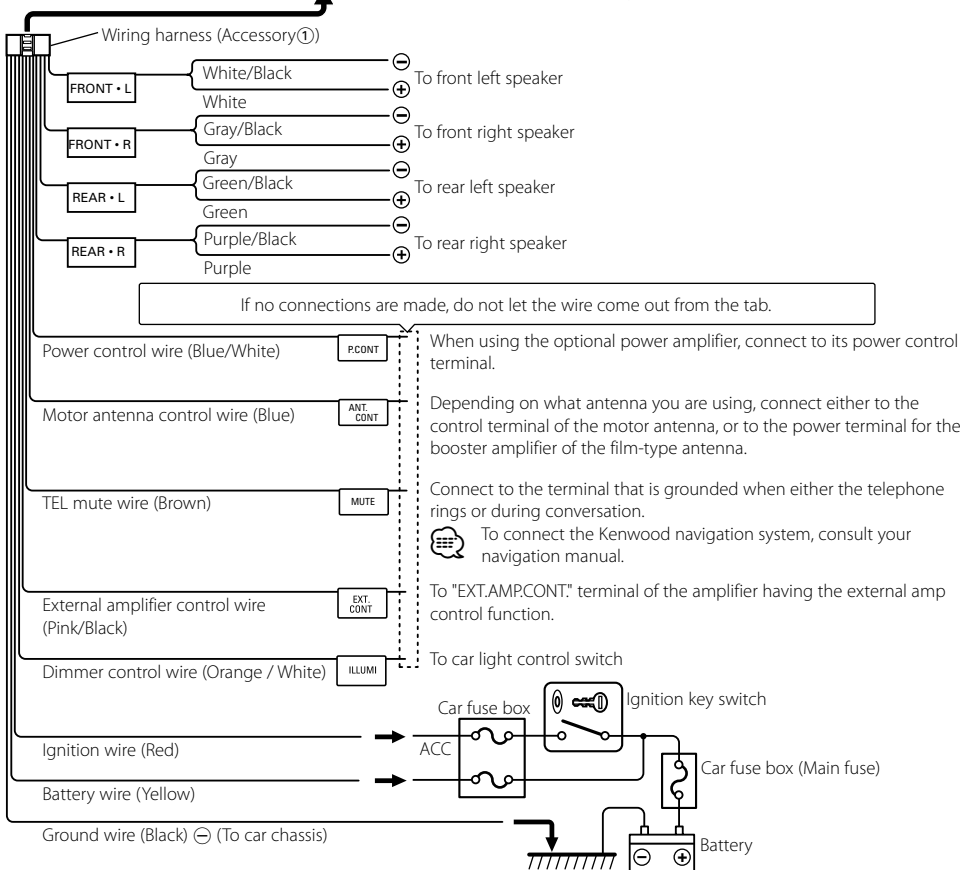 Wiring harness (Accessory①)
FRONT • L
White/Black
⊖
⊕
To front left speaker
White
FRONT • R
Gray/Black
⊖
⊕
To front right speaker
Gray
REAR • L
Green/Black
⊖
⊕
To rear left speaker
Green
REAR • R
Purple/Black
⊖
⊕
To rear right speaker
Purple
If no connections are made, do not let the wire come out from the tab.
Power control wire (Blue/White)
P.CONT
When using the optional power amplifier, connect to its power control
terminal.
Motor antenna control wire (Blue)
ANT.
CONT
Depending on what antenna you are using, connect either to the
control terminal of the motor antenna, or to the power terminal for the
booster amplifier of the film-type antenna.
TEL mute wire (Brown)
MUTE
Connect to the terminal that is grounded when either the telephone
rings or during conversation.
To connect the Kenwood navigation system, consult your
navigation manual.
External amplifier control wire
(Pink/Black)
EXT.
CONT
To "EXT.AMP.CONT." terminal of the amplifier having the external amp
control function.
Dimmer control wire (Orange / White)
ILLUMI
To car light control switch
Car fuse box
Ignition key switch
ACC
Ignition wire (Red)
Car fuse box (Main fuse)
Battery wire (Yellow)
Ground wire (Black) ⊖ (To car chassis)
Battery
⊖
⊕